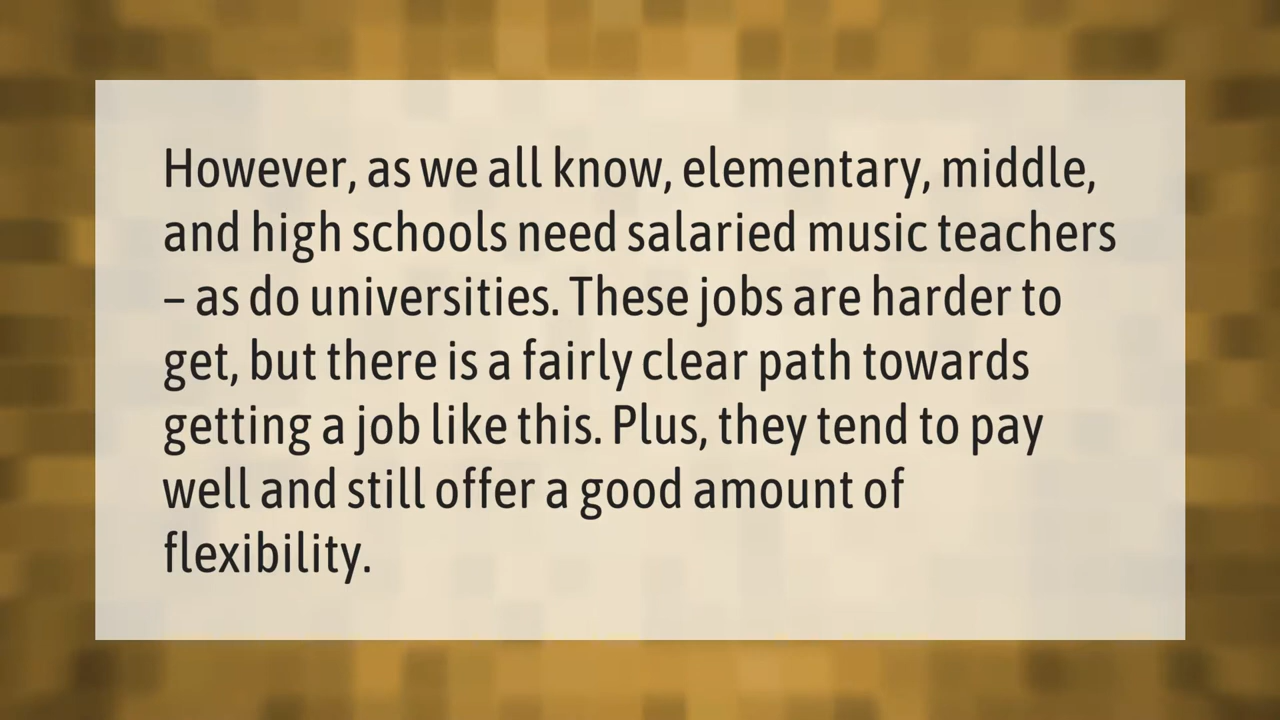 However, as we all know, elementary, middle,
and high schools need salaried music teachers
– as do universities. These jobs are harder to
get, but there is a fairly clear path towards
getting a job like this. Plus, they tend to pay
well and still offer a good amount of
flexibility.